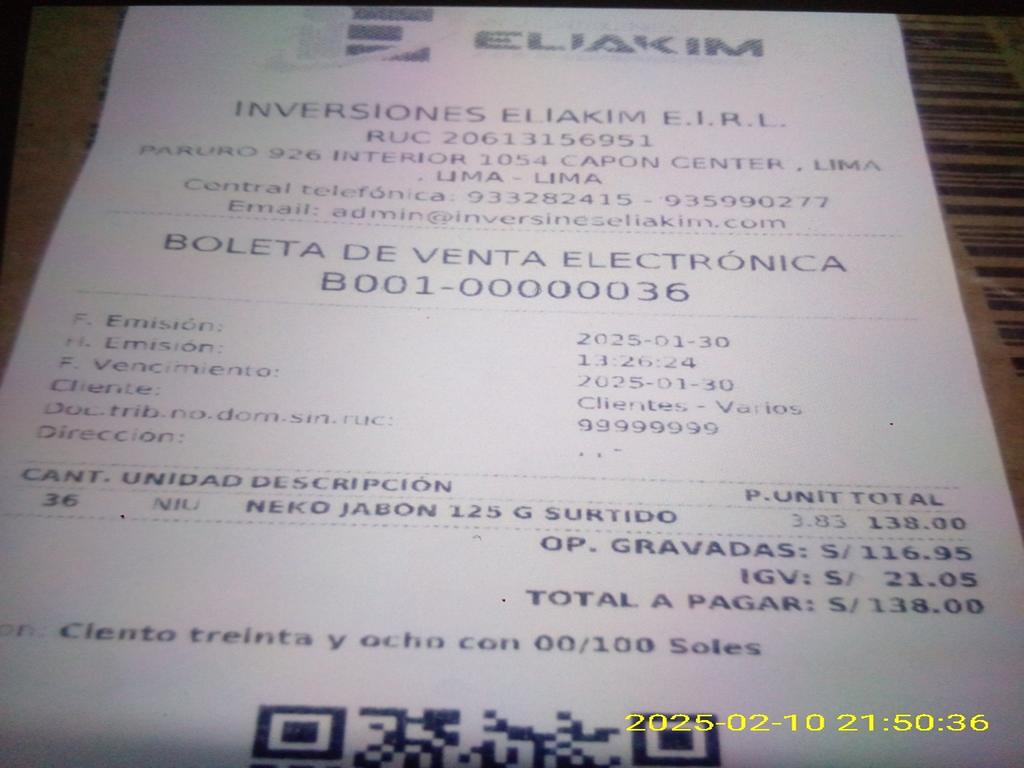 ELIAKIM
INVERSIONES ELIAKIM E.I.R.L.
RUC 20613156951
PARURO 926 INTERIOR 1054 CAPON CENTER , LIMA
, LIMA - LIMA
Central telefónica: 933282415 - 935990277
Email: admin@inversineseliakim.com
BOLETA DE VENTA ELECTRÓNICA
B001-00000036
F. Emisión: 2025-01-30
H. Emisión: 13:26:24
F. Vencimiento: 2025-01-30
Cliente: Clientes - Varios
Doc.trib.no.dom.sin.ruc: 99999999
Dirección: , , -
CANT. UNIDAD DESCRIPCIÓN P.UNIT TOTAL
36 NIU NEKO JABON 125 G SURTIDO 3.83 138.00
OP. GRAVADAS: S/ 116.95
IGV: S/ 21.05
TOTAL A PAGAR: S/ 138.00
on: Ciento treinta y ocho con 00/100 Soles
2025-02-10 21:50:36